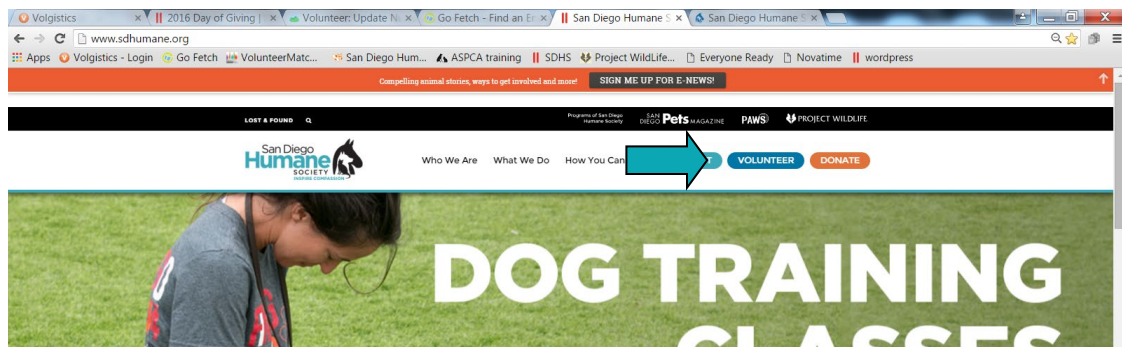 Volgistics 2016 Day of Giving | Volunteer: Update Nu Go Fetch - Find an Er San Diego Humane S San Diego Humane S
www.sdhumane.org
Apps Volgistics - Login Go Fetch VolunteerMatc... San Diego Hum... ASPCA training SDHS Project WildLife... Everyone Ready Novatime wordpress
Compelling animal stories, ways to get involved and more! SIGN ME UP FOR E-NEWS!
LOST & FOUND Programs of San Diego Humane Society SAN DIEGO Pets MAGAZINE PAWS PROJECT WILDLIFE
San Diego
Humane
SOCIETY
INSPIRE COMPASSION
Who We Are What We Do How You Can VOLUNTEER DONATE
DOG TRAINING
CLASSES